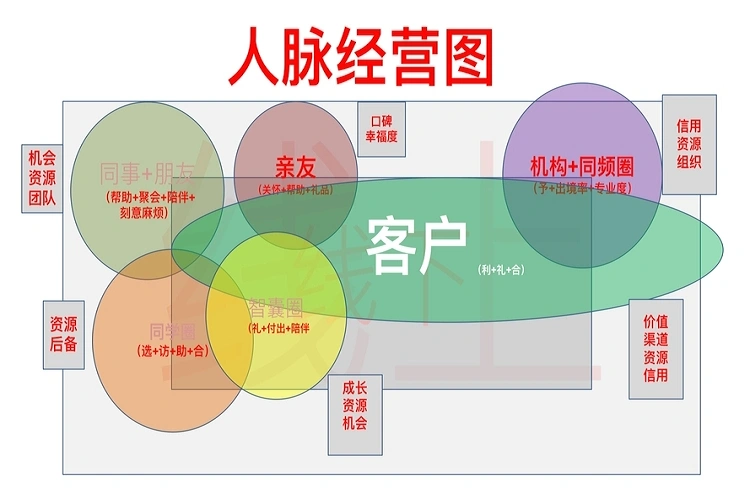 人脉经营图
口碑
幸福度
信用
资源
组织
机会
资源
团队
同事+朋友
(帮助+聚会+陪伴+
刻意麻烦)
亲友
(关怀+帮助+礼品)
机构+同频圈
(予+出境率+专业度)
客户
(利+礼+合)
线上
线下
智囊圈
(礼+付出+陪伴
同学圈
(选+访+助+合)
资源
后备
价值
渠道
资源
信用
成长
资源
机会